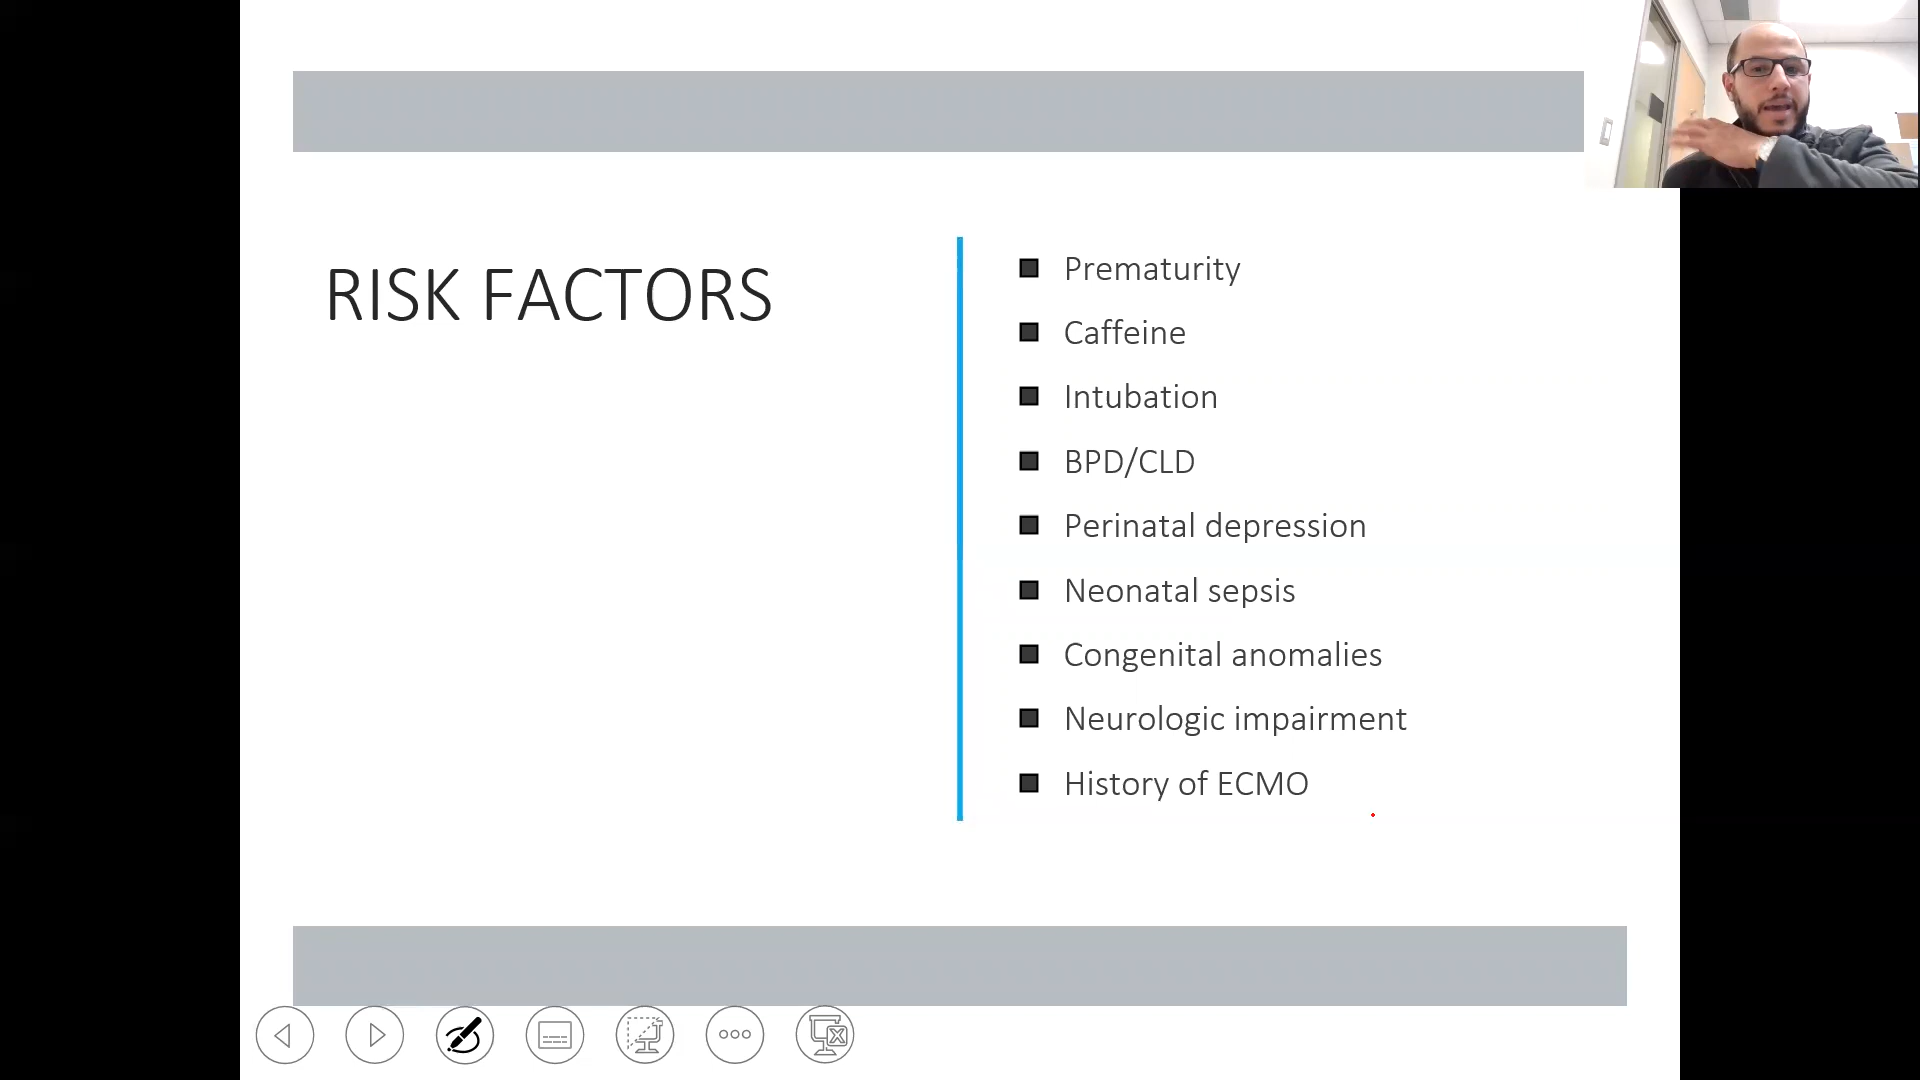 RISK FACTORS
Prematurity
Caffeine
Intubation
BPD/CLD
Perinatal depression
Neonatal sepsis
Congenital anomalies
Neurologic impairment
History of ECMO